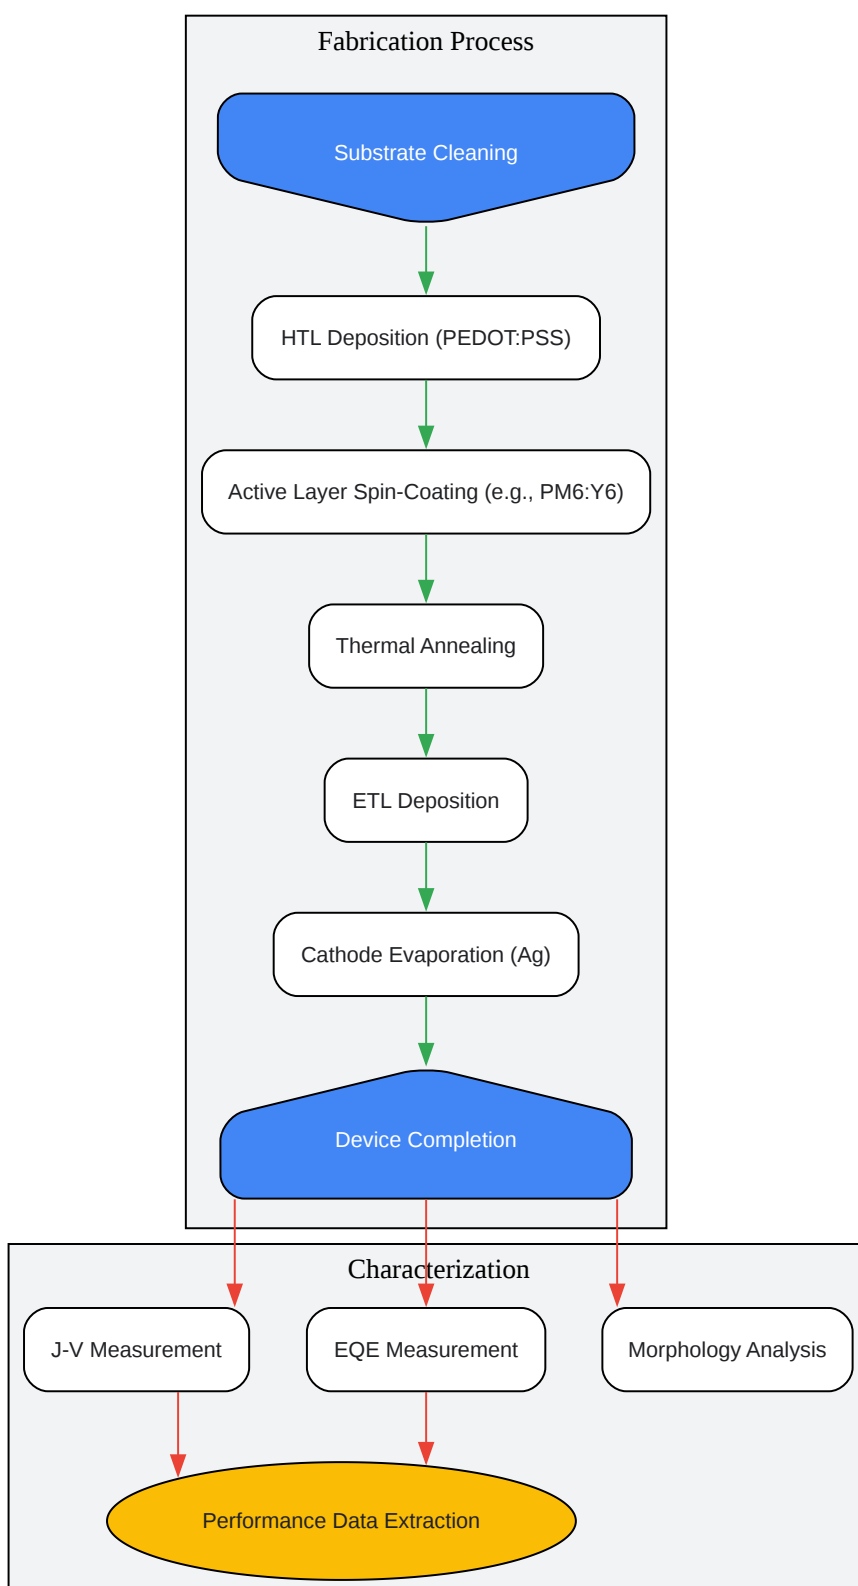 Fabrication Process
Substrate Cleaning
HTL Deposition (PEDOT:PSS)
Active Layer Spin-Coating (e.g., PM6:Y6)
Thermal Annealing
ETL Deposition
Cathode Evaporation (Ag)
Device Completion
Characterization
J-V Measurement
EQE Measurement
Morphology Analysis
Performance Data Extraction